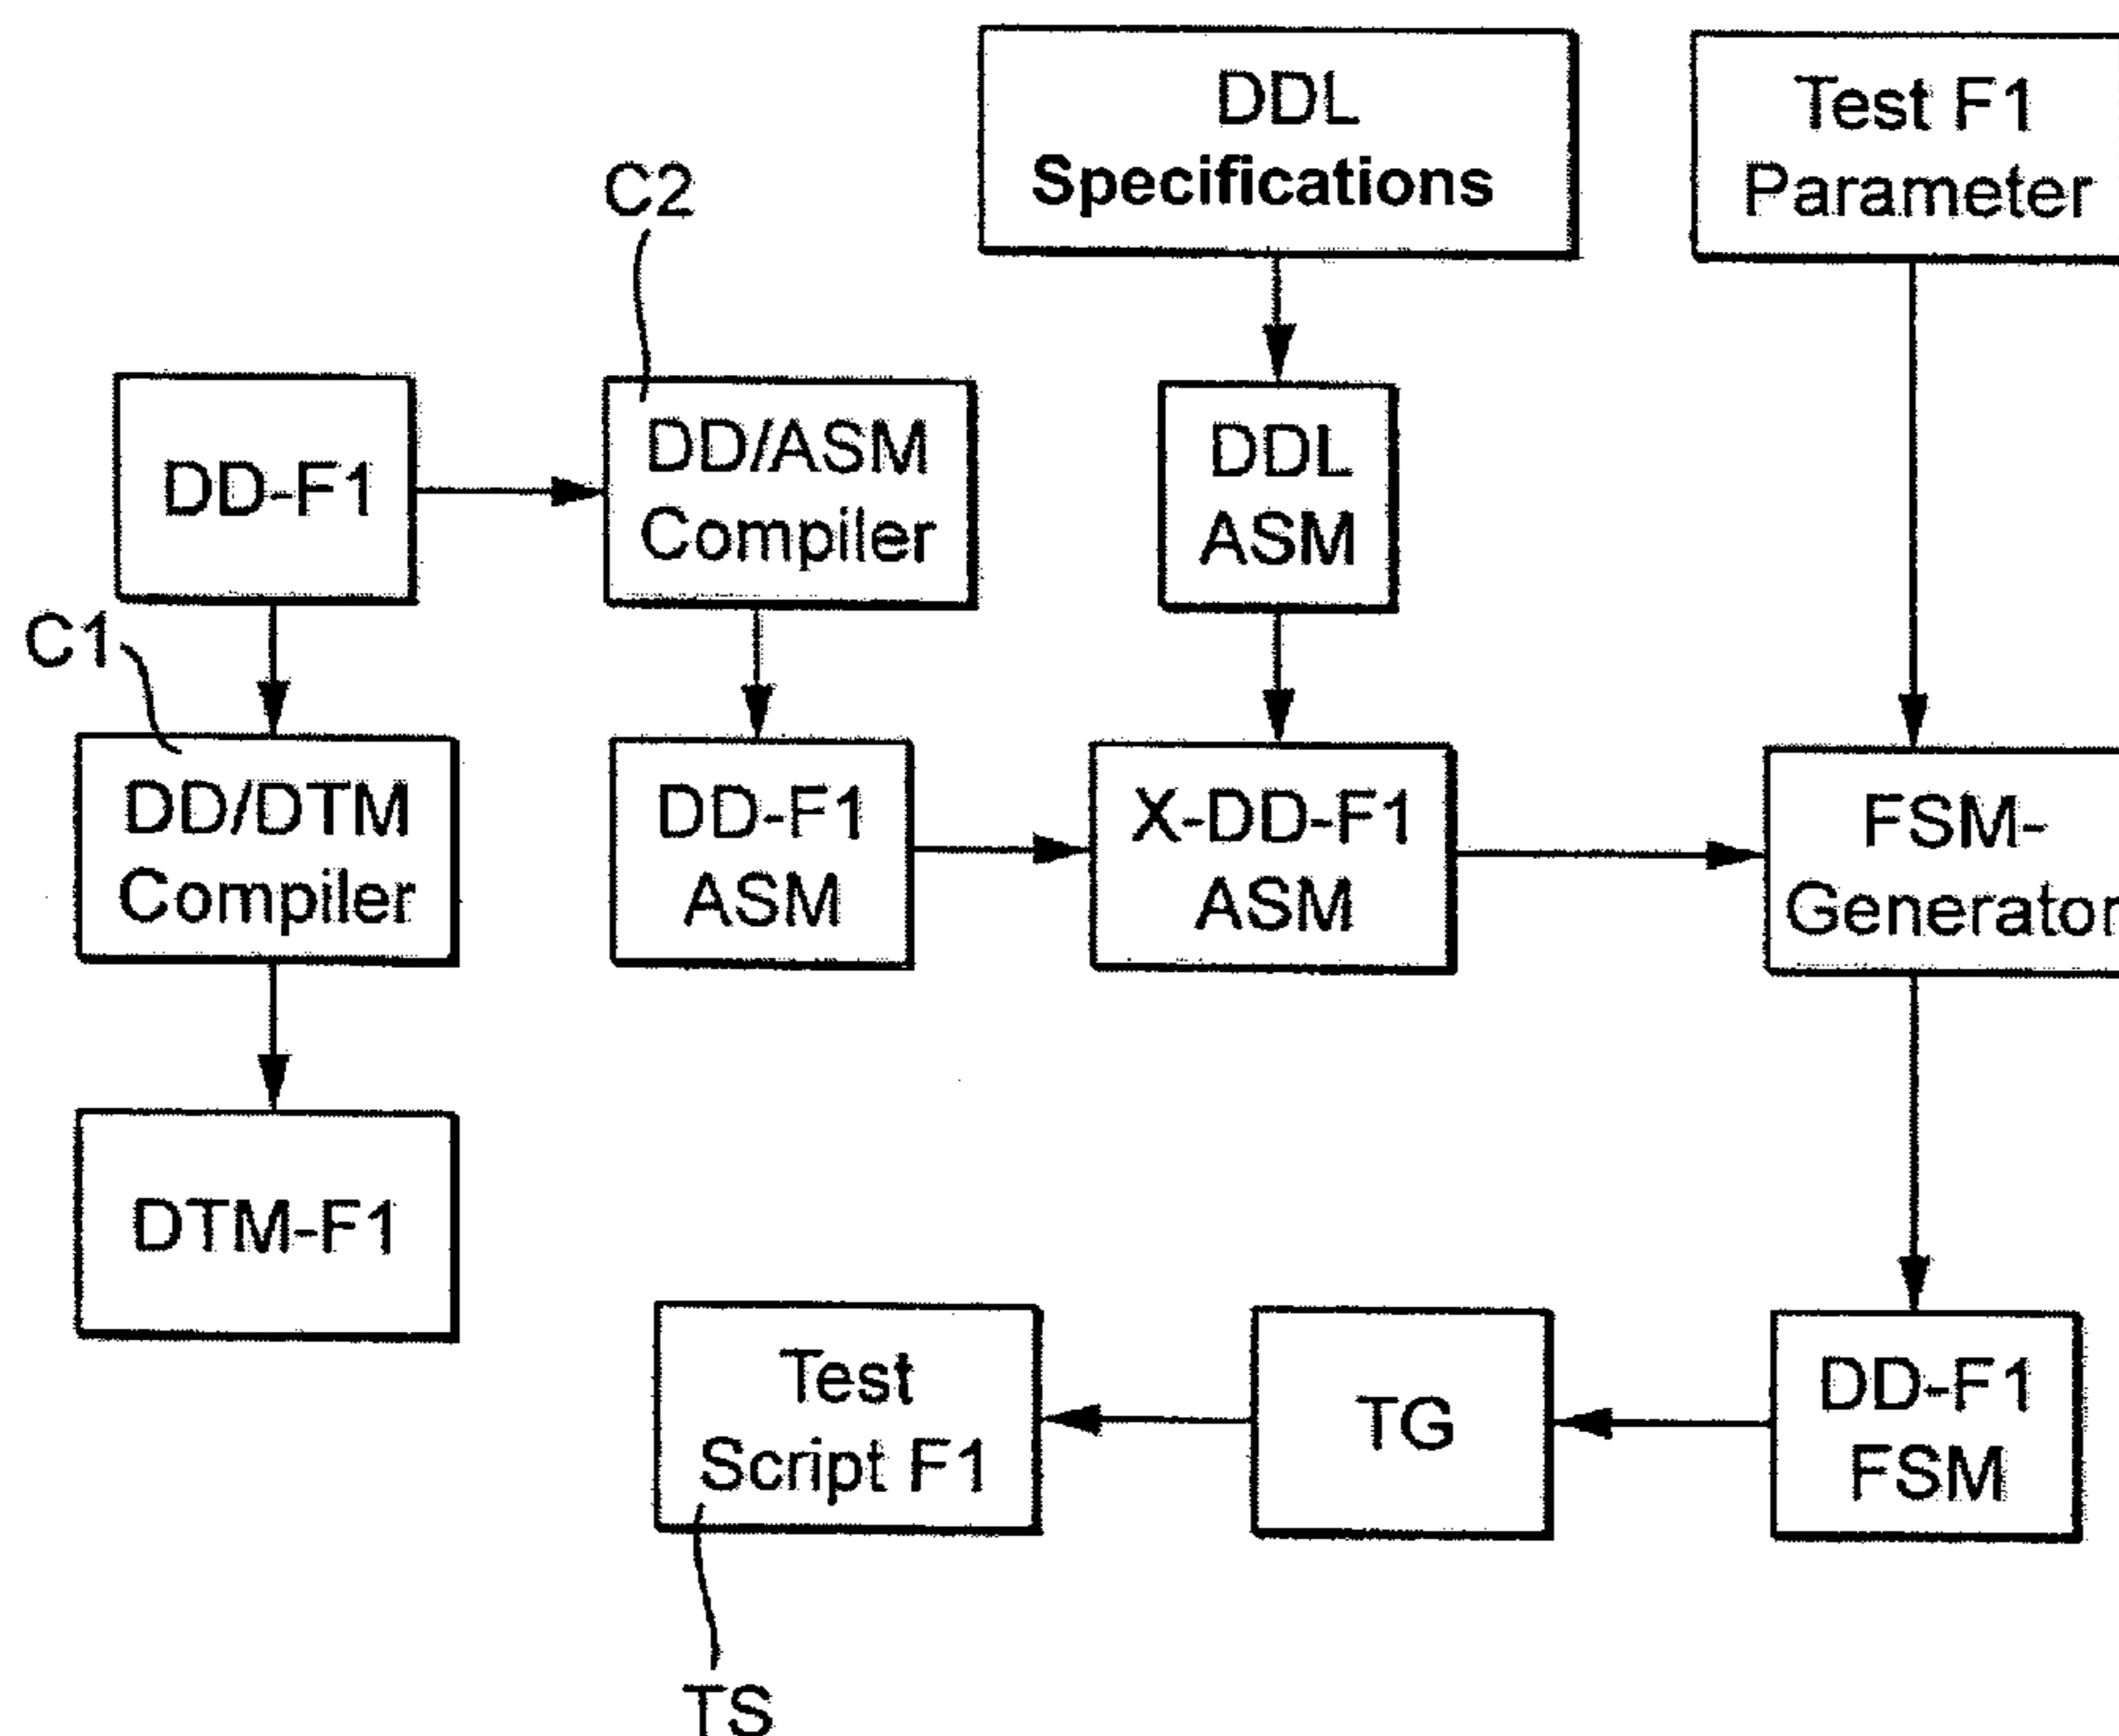 DDL
Specifications
Test F1
Parameter
C2
DD-F1
DD/ASM
Compiler
DDL
ASM
C1
DD/DTM
Compiler
DD-F1
ASM
X-DD-F1
ASM
FSM-
Generator
DTM-F1
Test
Script F1
TG
DD-F1
FSM
TS